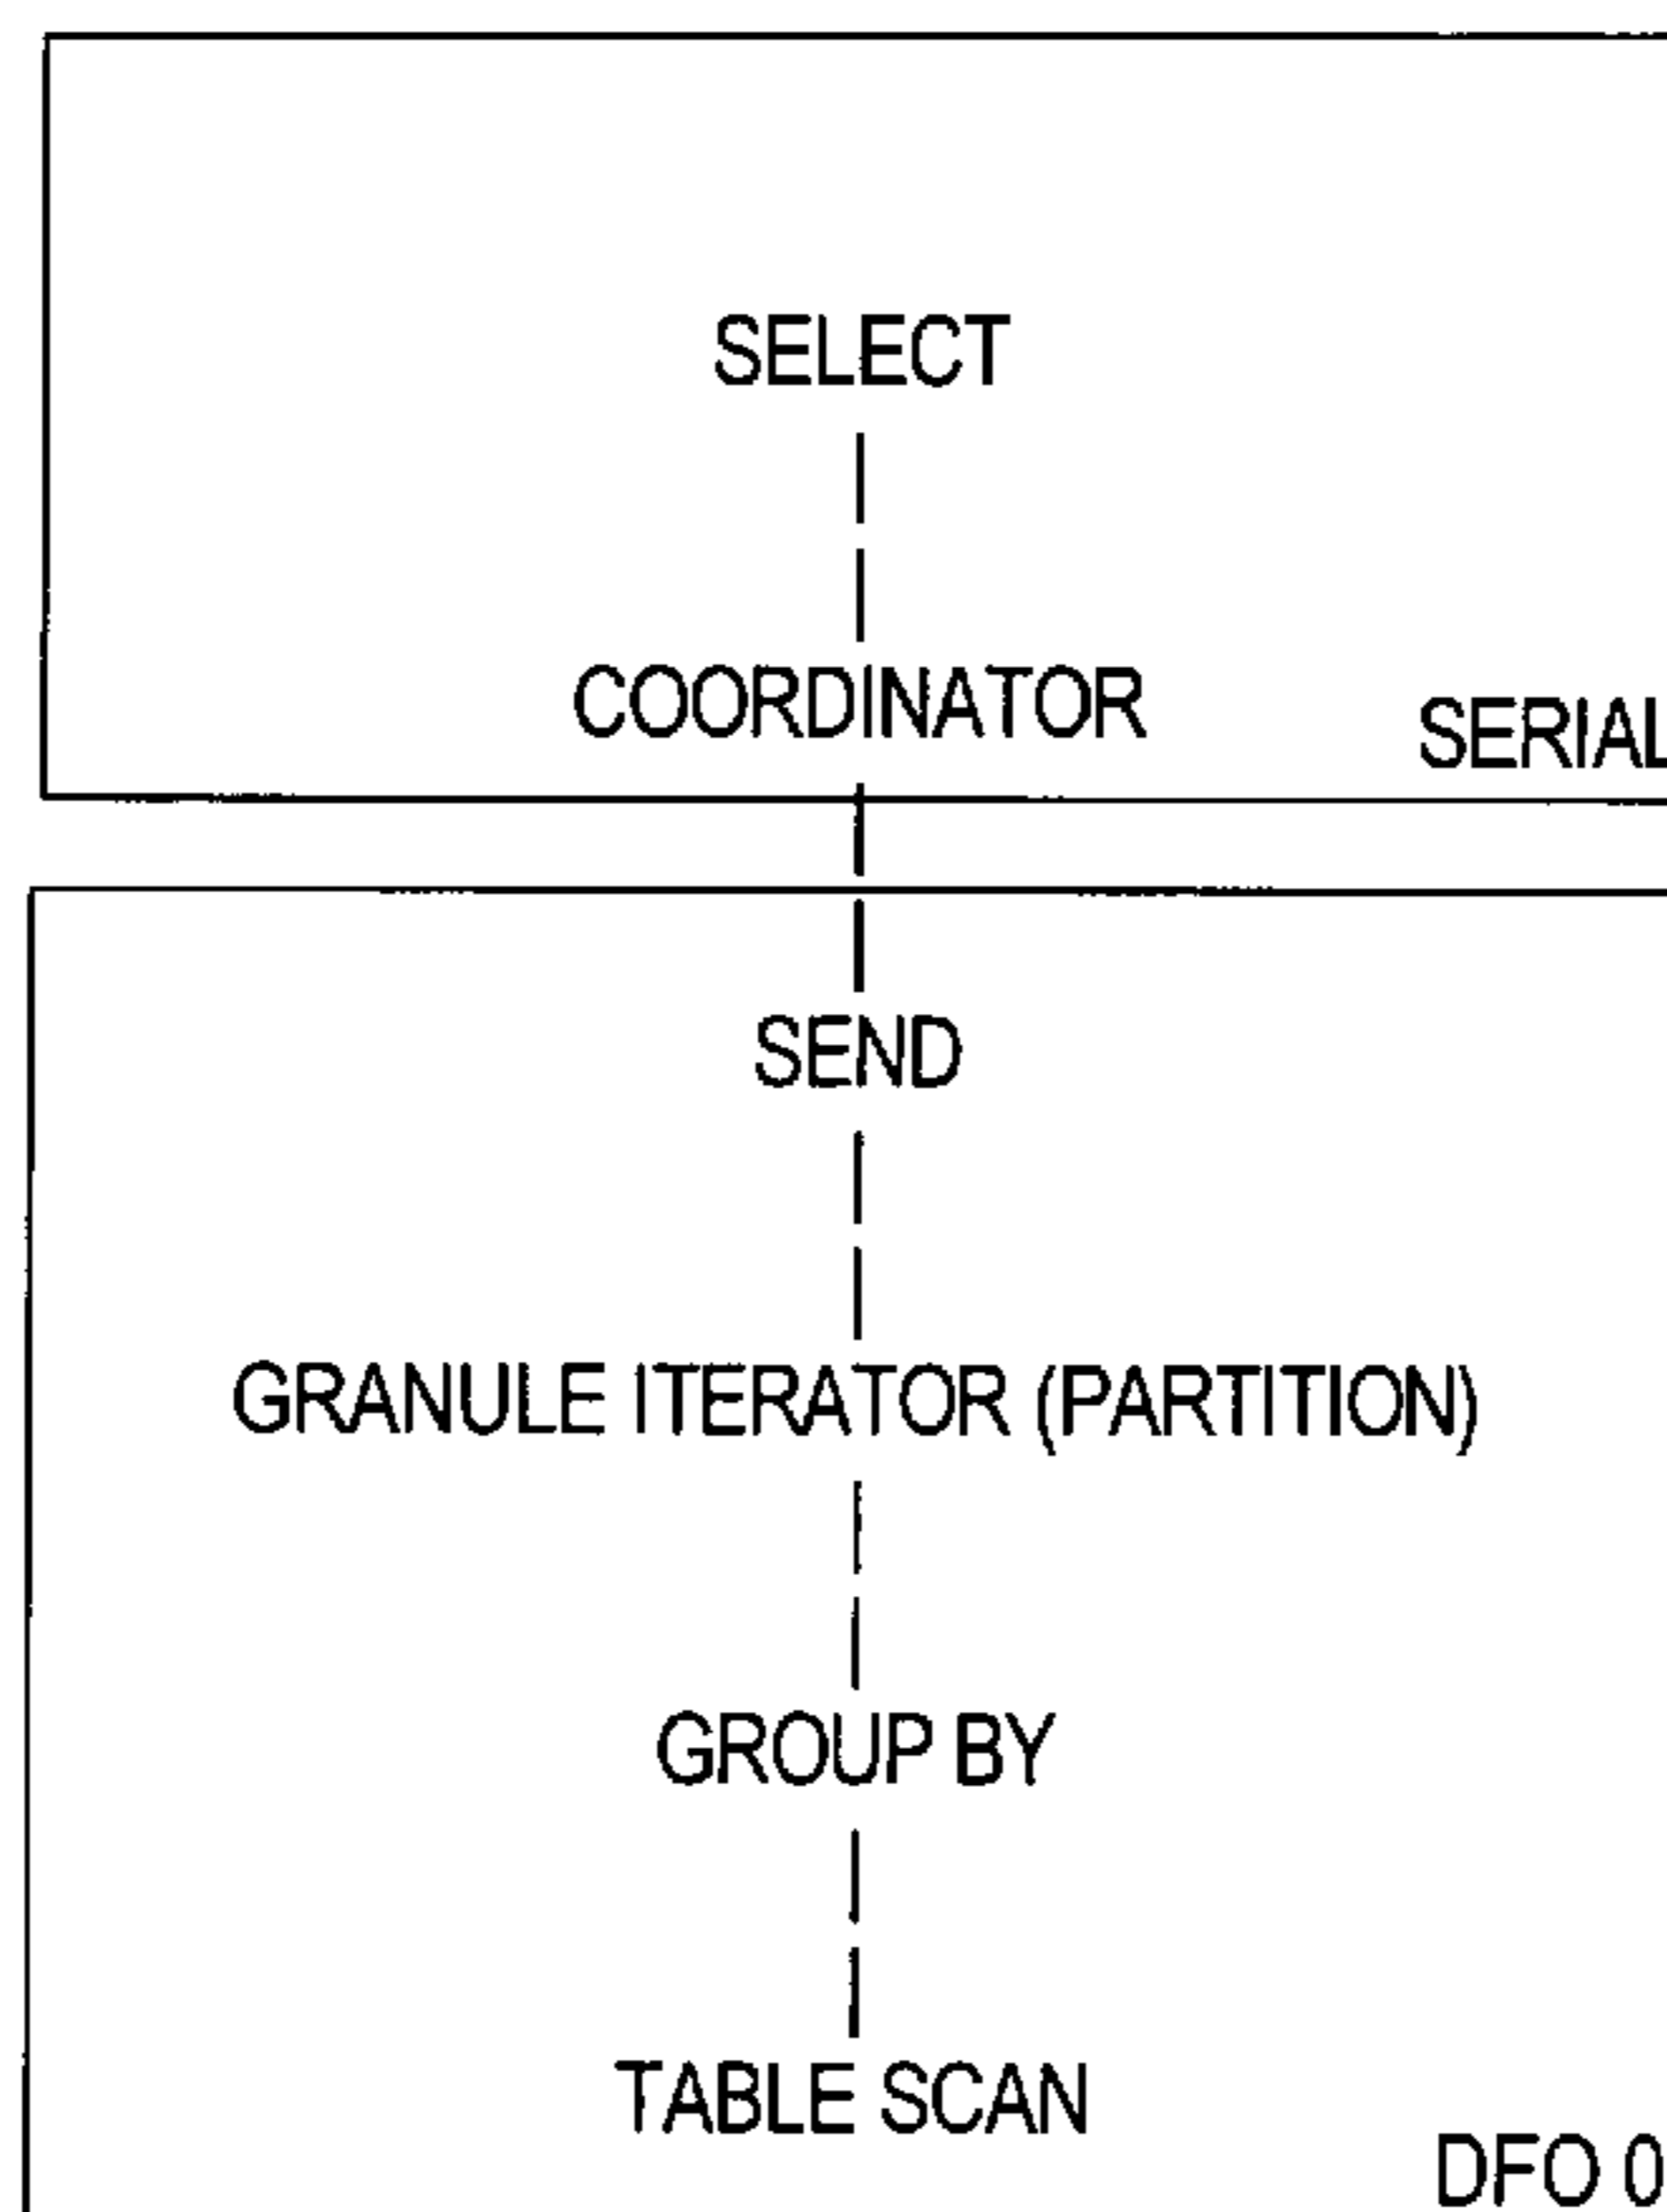 SELECT
COORDINATOR
SERIAL
SEND
GRANULE ITERATOR (PARTITION)
GROUP BY
TABLE SCAN
DFO 0